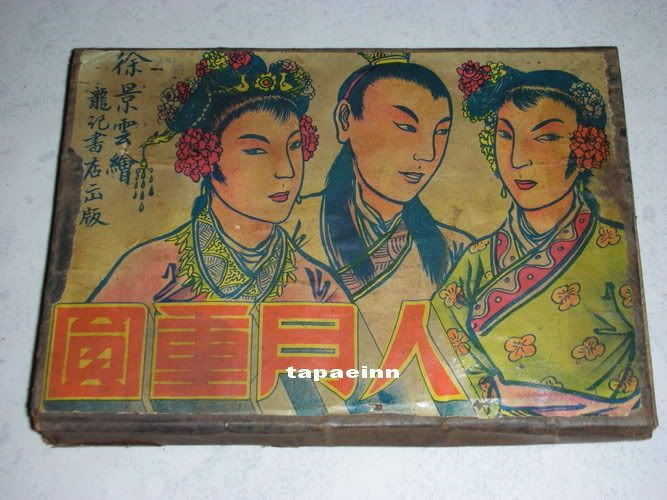 徐景雲繪
龍記書店出版
人月重圓
tapaeinn